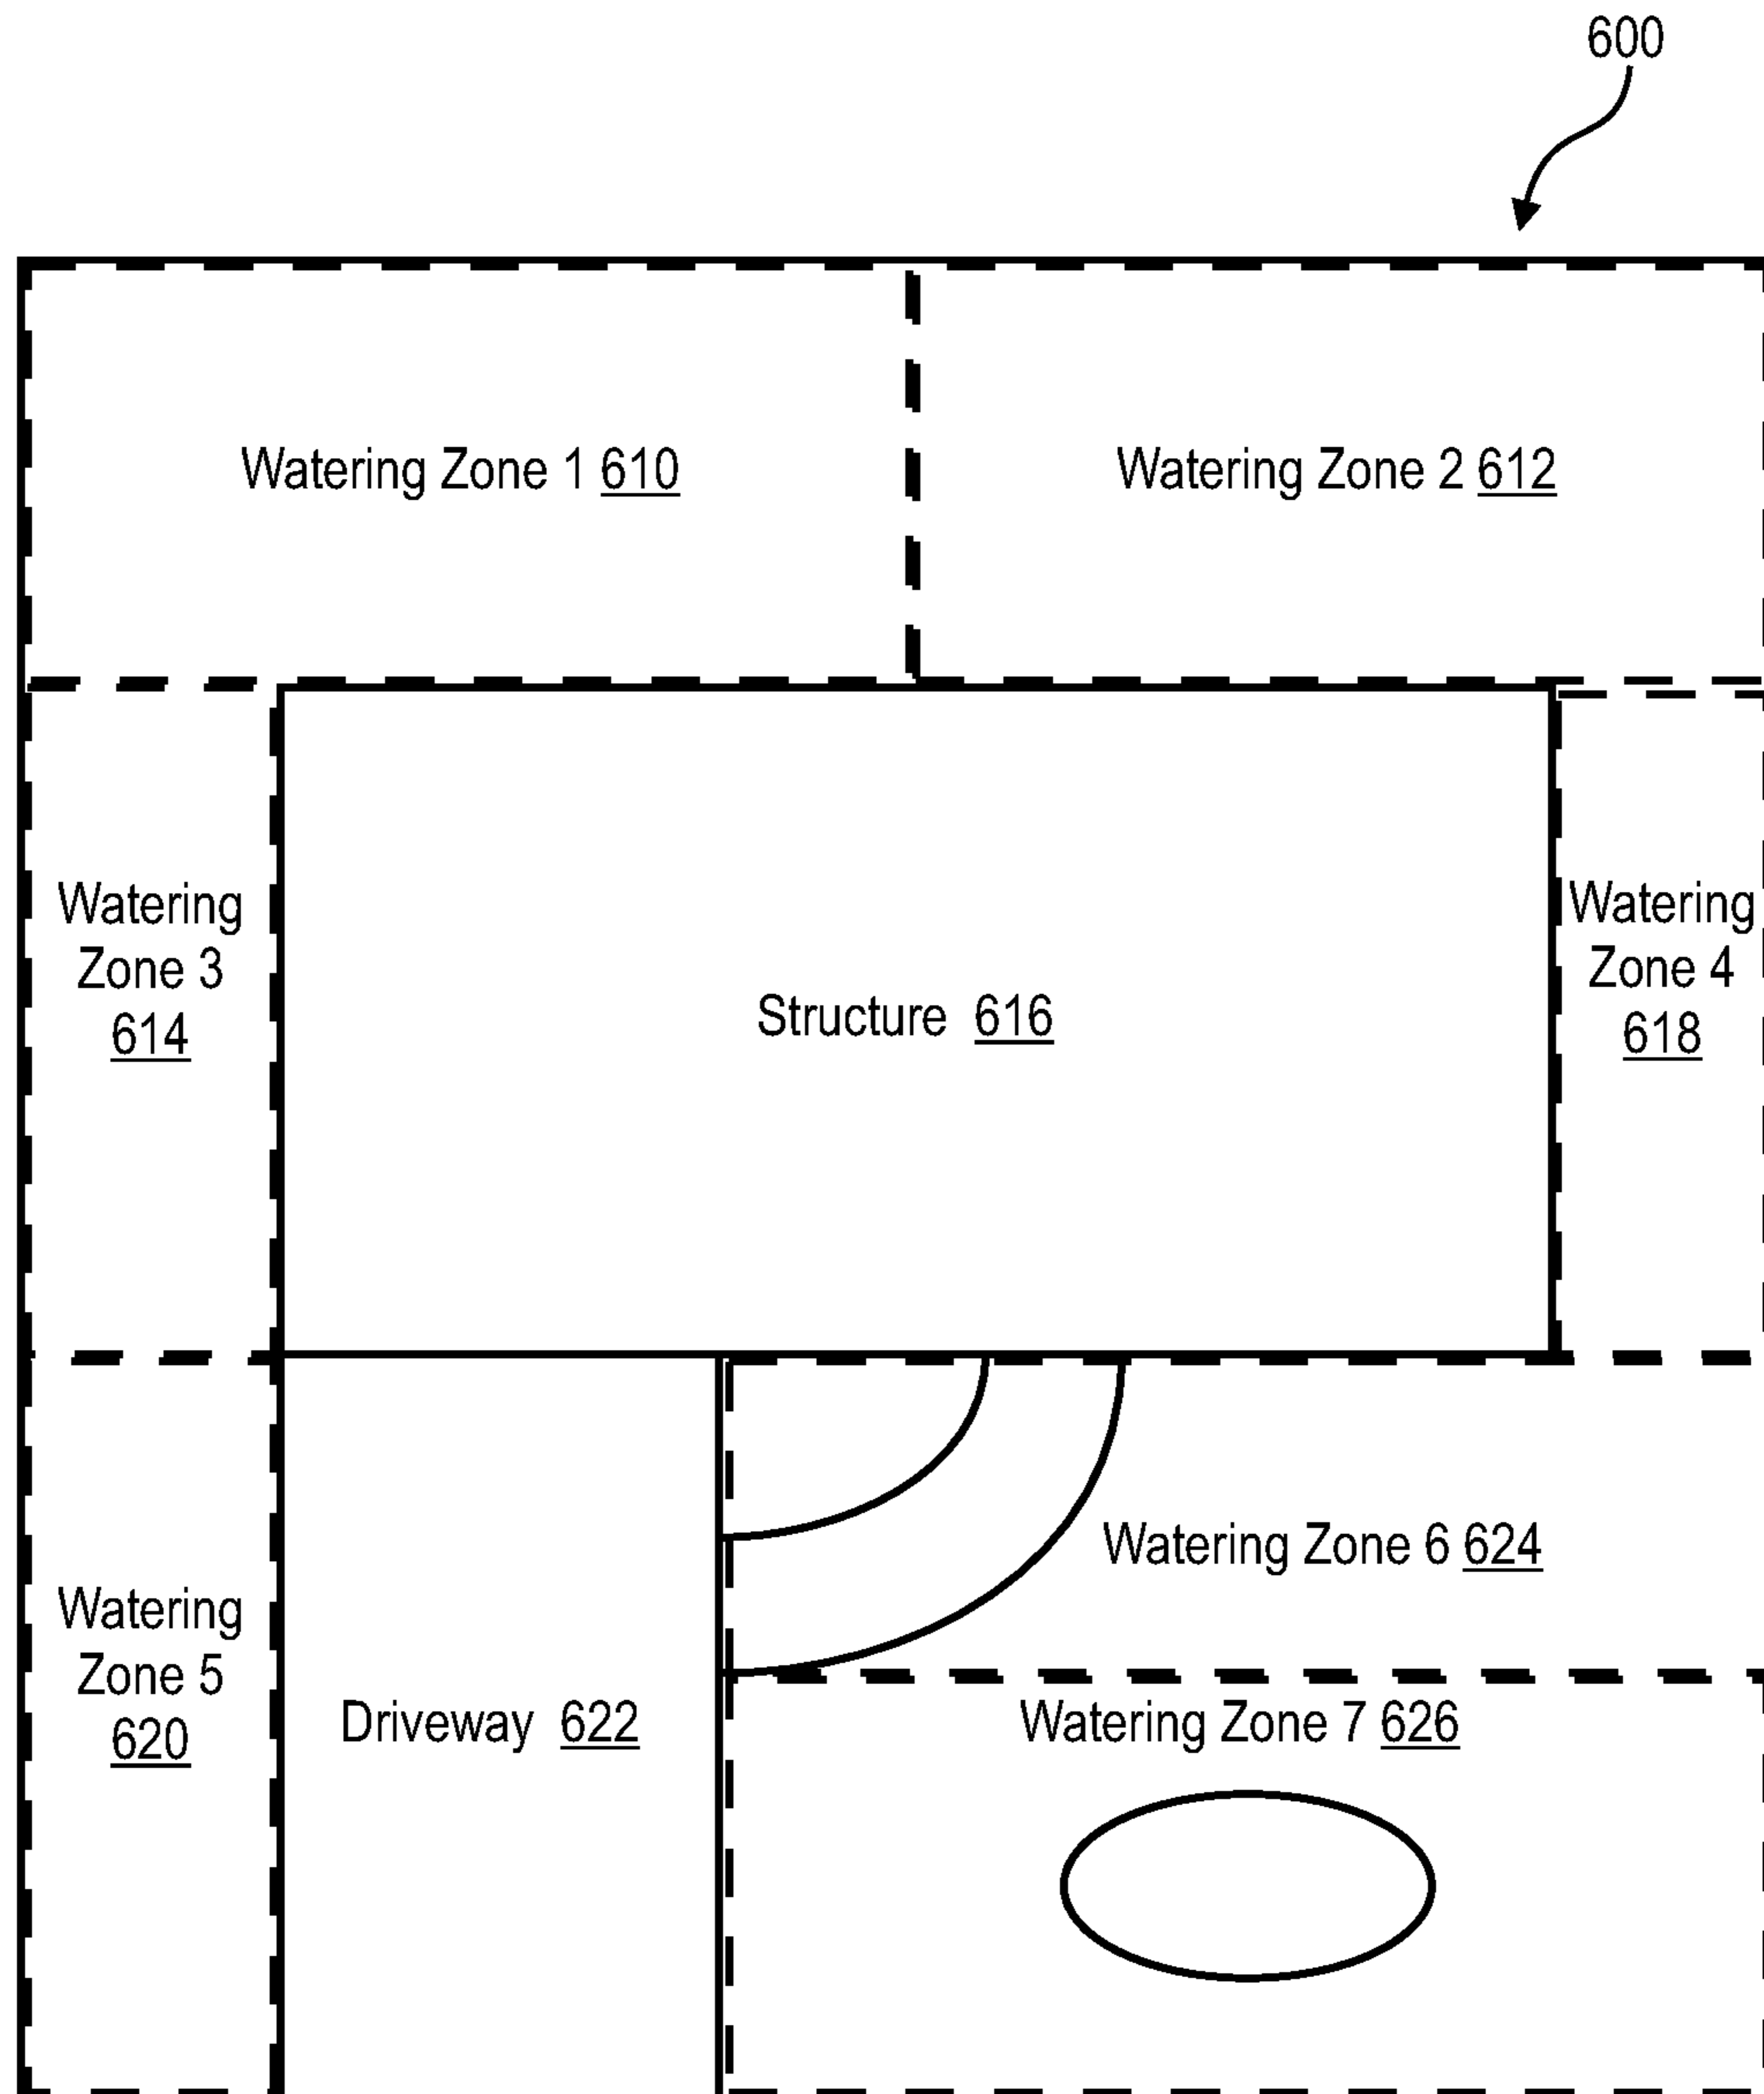 600
Watering Zone 1 610
Watering Zone 2 612
Watering
Zone 3
614
Structure 616
Watering
Zone 4
618
Watering Zone 6 624
Watering
Zone 5
620
Driveway 622
Watering Zone 7 626